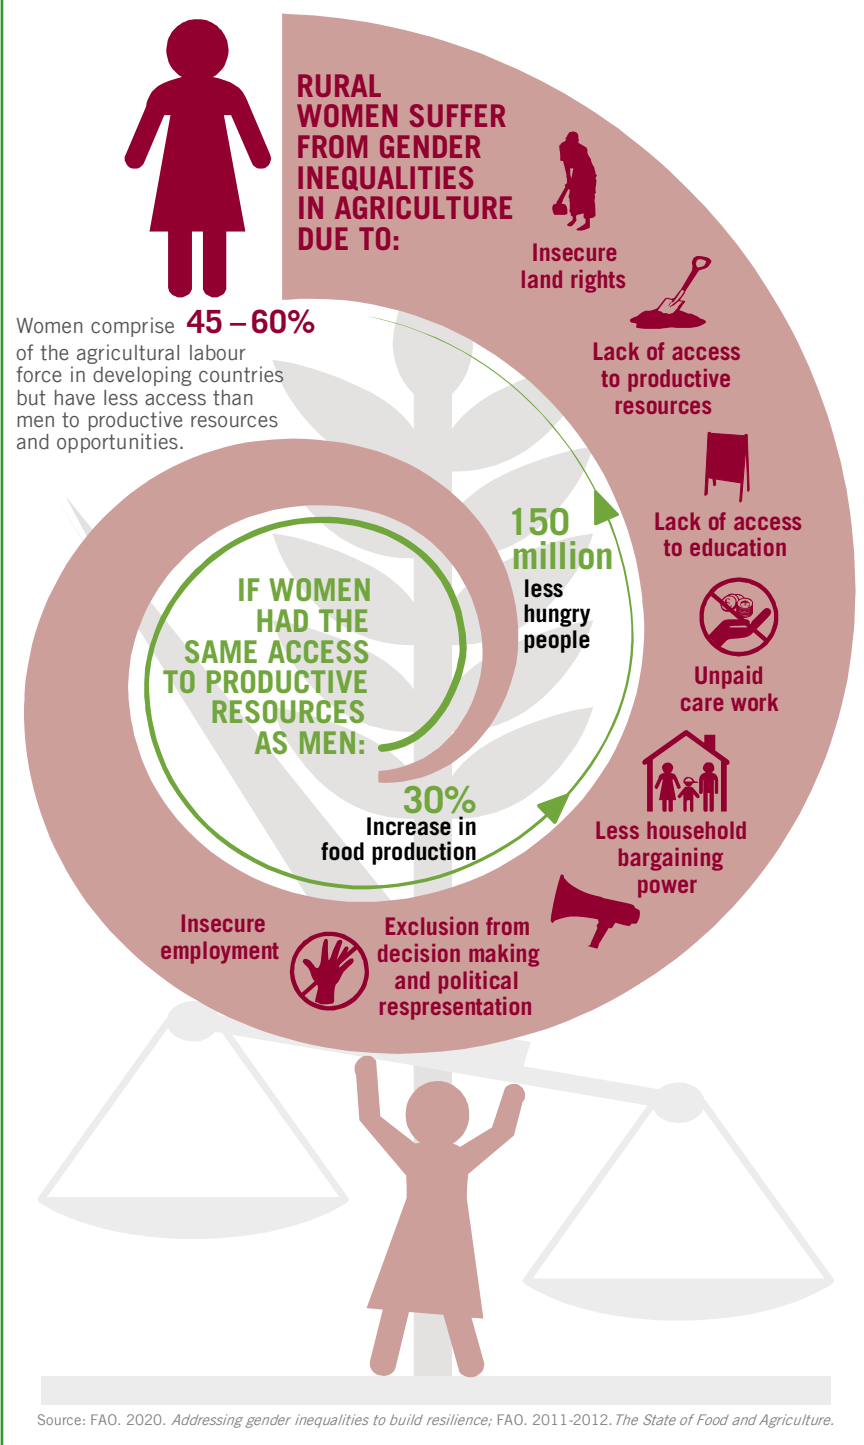 RURAL
WOMEN SUFFER
FROM GENDER
INEQUALITIES
IN AGRICULTURE
DUE TO:
Insecure
land rights
Lack of access
to productive
resources
Lack of access
to education
Unpaid
care work
Less household
bargaining
power
Exclusion from
decision making
and political
respresentation
Insecure
employment
Women comprise 45 – 60%
of the agricultural labour
force in developing countries
but have less access than
men to productive resources
and opportunities.
IF WOMEN
HAD THE
SAME ACCESS
TO PRODUCTIVE
RESOURCES
AS MEN:
30%
Increase in
food production
150
million
less
hungry
people
Source: FAO. 2020. Addressing gender inequalities to build resilience; FAO. 2011-2012. The State of Food and Agriculture.